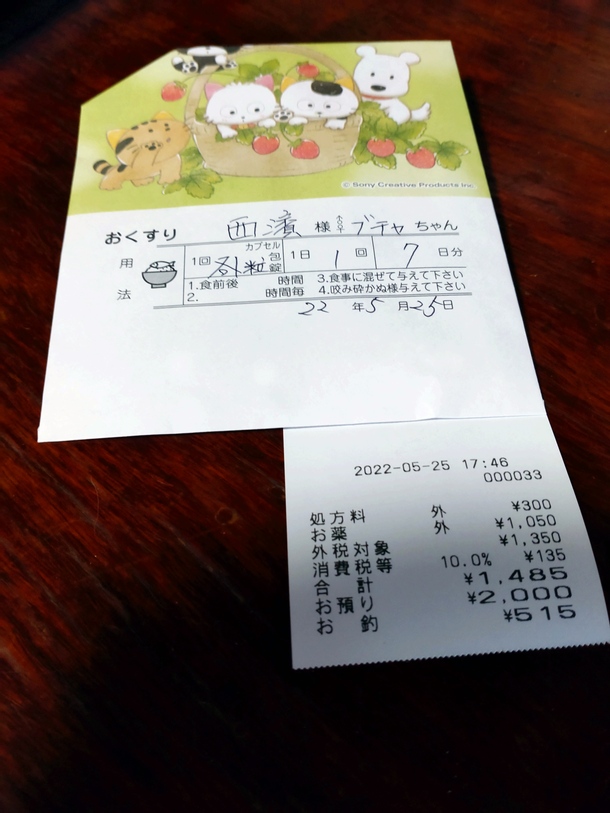 © Sony Creative Products Inc.
おくすり 西濱 様 ブチャ ちゃん
用法
1回 粒 カプセル 包 錠 1日 1 回 7 日分
1.食前後 時間 3.食事に混ぜて与えて下さい
2. 時間毎 4.咬み砕かぬ様与えて下さい
22 年 5 月 25 日
2022-05-25 17:46
000033
処方料 外 ¥300
お薬 外 ¥1,050
外税対象 ¥1,350
消費税等 10.0% ¥135
合計 ¥1,485
お預り ¥2,000
お釣 ¥515